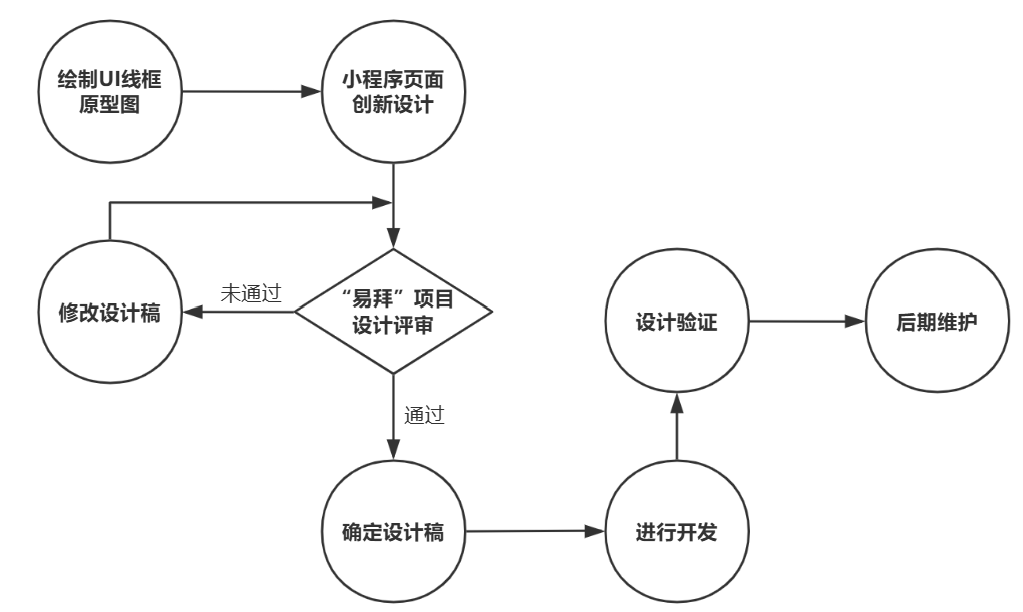 绘制UI线框
原型图
小程序页面
创新设计
修改设计稿
未通过
“易拜”项目
设计评审
通过
确定设计稿
进行开发
设计验证
后期维护